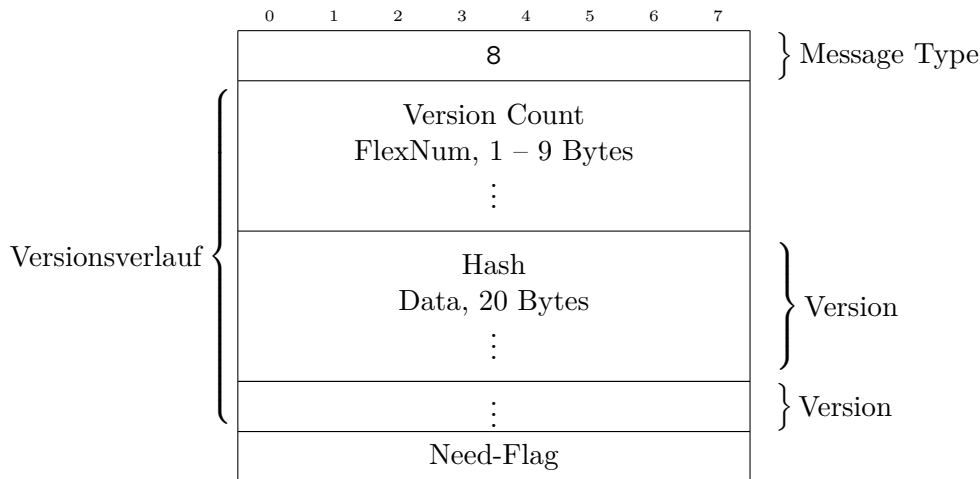 0 1 2 3 4 5 6 7
8
Message Type
Version Count
FlexNum, 1 – 9 Bytes
⋮
Versionsverlauf
Hash
Data, 20 Bytes
⋮
Version
⋮
Version
Need-Flag